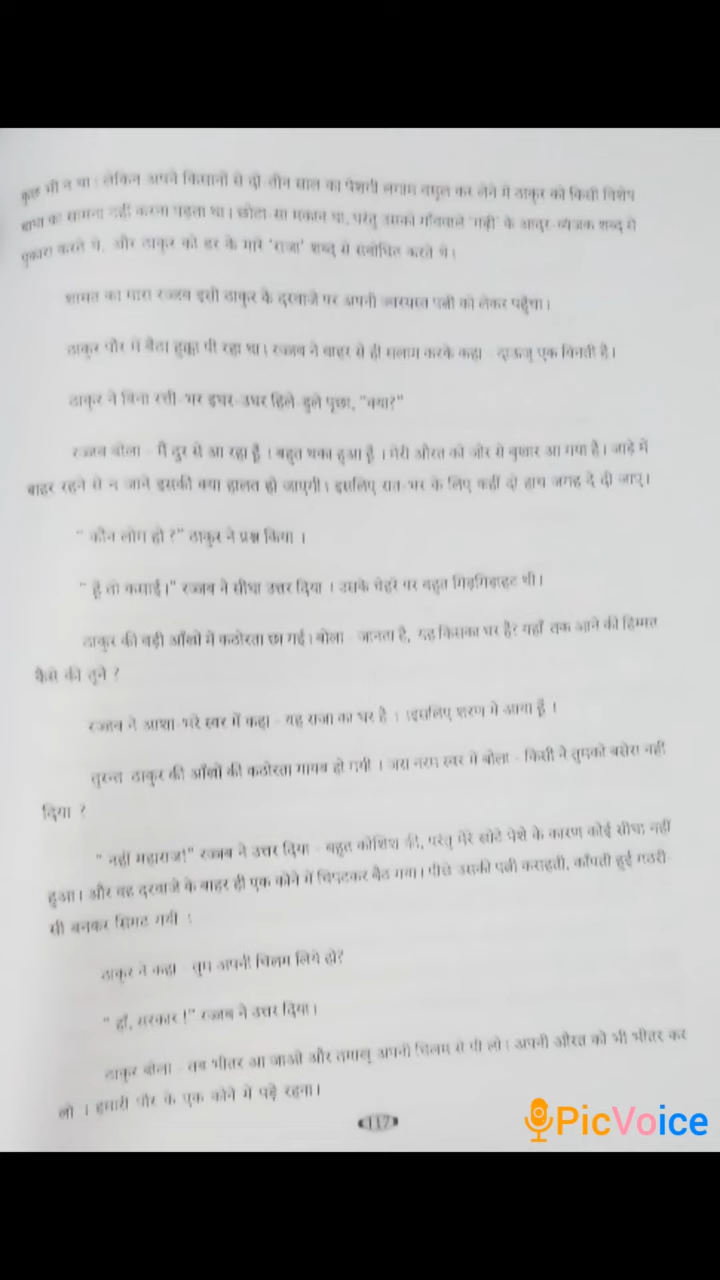 कुछ भी न था। लेकिन अपने किसानों से दो-तीन साल का पेशगी लगान वसूल कर लेने में ठाकुर को किसी विशेष
बाधा का सामना नहीं करना पड़ता था। छोटा-सा मकान था, परंतु उसको गाँववाले 'गढ़ी' के आदर-व्यंजक शब्द से
पुकारा करते थे, और ठाकुर को डर के मारे 'राजा' शब्द से संबोधित करते थे।
शामत का मारा रज्जब इसी ठाकुर के दरवाजे पर अपनी ज्वरग्रस्त पत्नी को लेकर पहुँचा।
ठाकुर पौर में बैठा हुक्का पी रहा था। रज्जब ने बाहर से ही सलाम करके कहा - दाऊजू एक बिनती है।
ठाकुर ने बिना रत्ती-भर इधर-उधर हिले-डुले पूछा, "क्या?"
रज्जब बोला - मैं दूर से आ रहा हूँ । बहुत थका हुआ हूँ । मेरी औरत को जोर से बुखार आ गया है। जाड़े में
बाहर रहने से न जाने इसकी क्या हालत हो जाएगी। इसलिए रात-भर के लिए कहीं दो हाथ जगह दे दी जाए।
" कौन लोग हो ?" ठाकुर ने प्रश्न किया ।
" हूँ तो कसाई।" रज्जब ने सीधा उत्तर दिया । उसके चेहरे पर बहुत गिड़गिड़ाहट थी।
ठाकुर की बड़ी आँखों में कठोरता छा गई। बोला - जानता है, यह किसका घर है? यहाँ तक आने की हिम्मत
कैसे की तूने ?
रज्जब ने आशा-भरे स्वर में कहा - यह राजा का घर है । इसलिए शरण में आया हूँ ।
तुरन्त ठाकुर की आँखों की कठोरता गायब हो गयी । जरा नरम स्वर में बोला - किसी ने तुमको बसेरा नहीं
दिया ?
" नहीं महाराज!" रज्जब ने उत्तर दिया - बहुत कोशिश की, परंतु मेरे खोटे पेशे के कारण कोई सीधा नहीं
हुआ। और वह दरवाजे के बाहर ही एक कोने में चिपटकर बैठ गया। पीछे उसकी पत्नी कराहती, काँपती हुई गठरी-
सी बनकर सिमट गयी ।
ठाकुर ने कहा - तुम अपनी चिलम लिये हो?
" हाँ, सरकार !" रज्जब ने उत्तर दिया।
ठाकुर बोला - तब भीतर आ जाओ और तमाखू अपनी चिलम से पी लो। अपनी औरत को भी भीतर कर
लो । हमारी पौर के एक कोने में पड़े रहना।
117
PicVoice